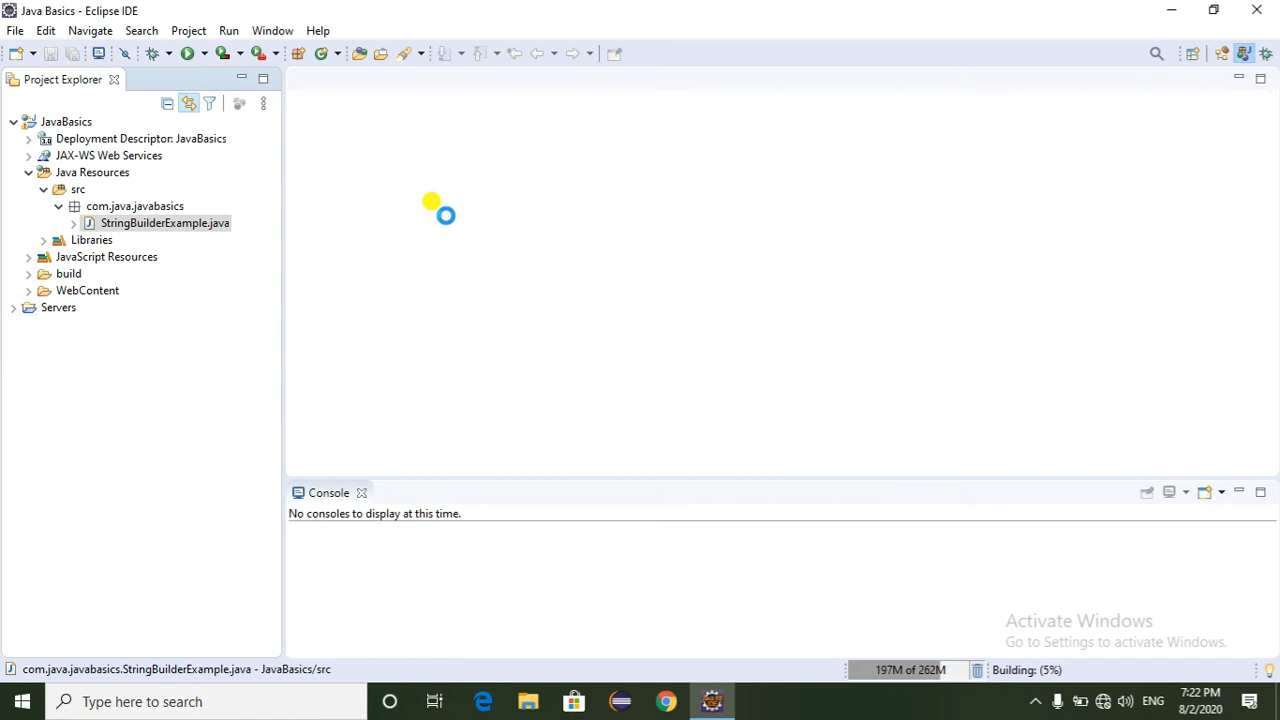 Java Basics - Eclipse IDE
File Edit Navigate Search Project Run Window Help
Project Explorer
JavaBasics
Deployment Descriptor: JavaBasics
JAX-WS Web Services
Java Resources
src
com.java.javabasics
StringBuilderExample.java
Libraries
JavaScript Resources
build
WebContent
Servers
Console
No consoles to display at this time.
Activate Windows
Go to Settings to activate Windows.
com.java.javabasics.StringBuilderExample.java - JavaBasics/src
197M of 262M
Building: (5%)
Type here to search
ENG
7:22 PM
8/2/2020